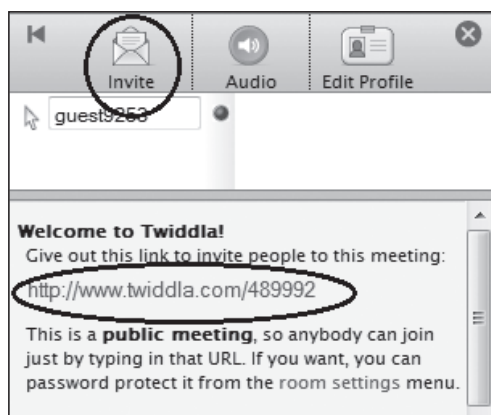 Invite Audio Edit Profile
guest9253
Welcome to Twiddla!
Give out this link to invite people to this meeting:
http://www.twiddla.com/489992
This is a public meeting, so anybody can join
just by typing in that URL. If you want, you can
password protect it from the room settings menu.